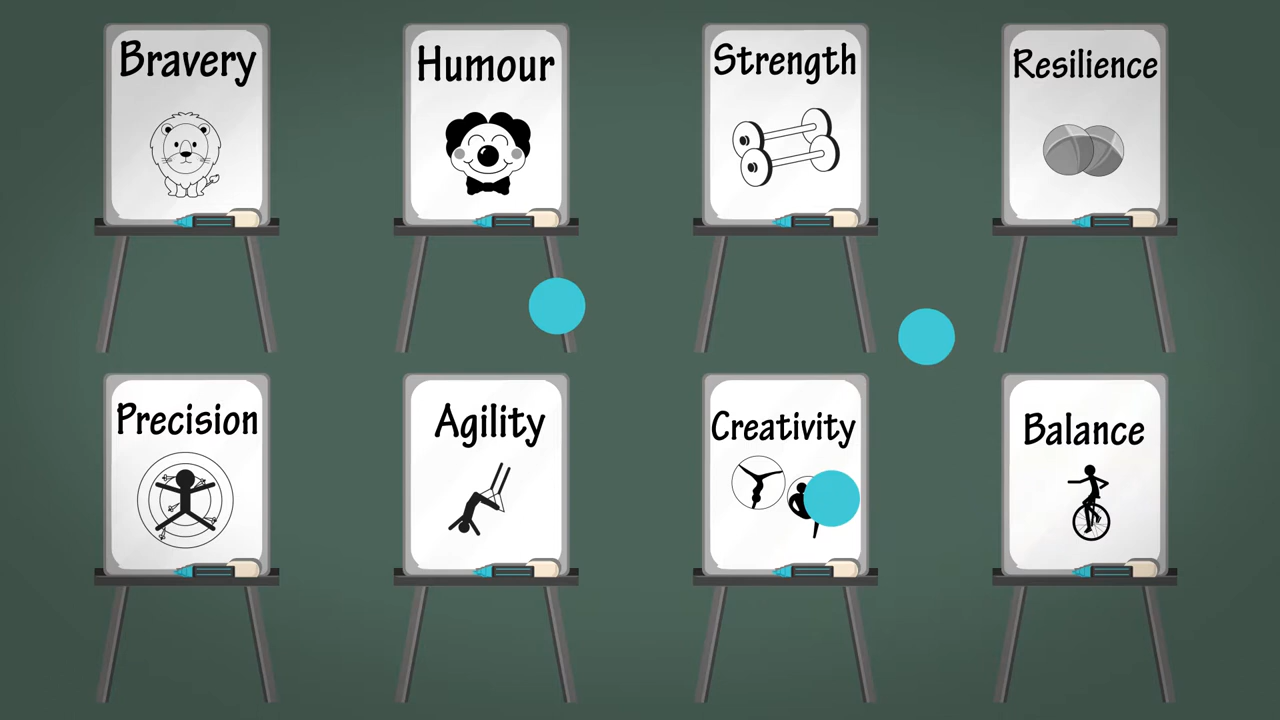 Bravery
Humour
Strength
Resilience
Precision
Agility
Creativity
Balance